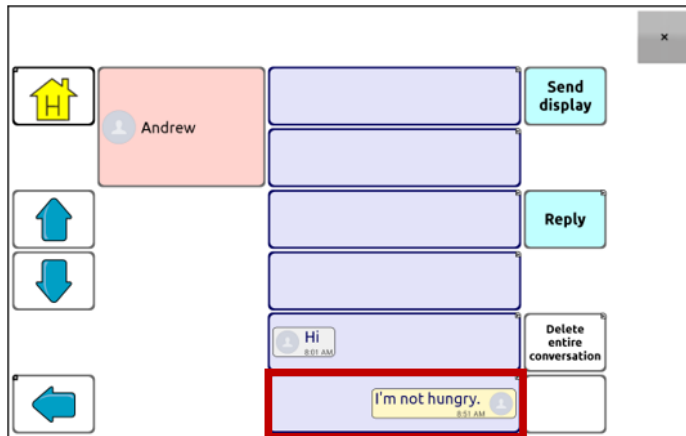 ×
H
Andrew
Send
display
Reply
Hi
8:01 AM
Delete
entire
conversation
I'm not hungry.
8:51 AM